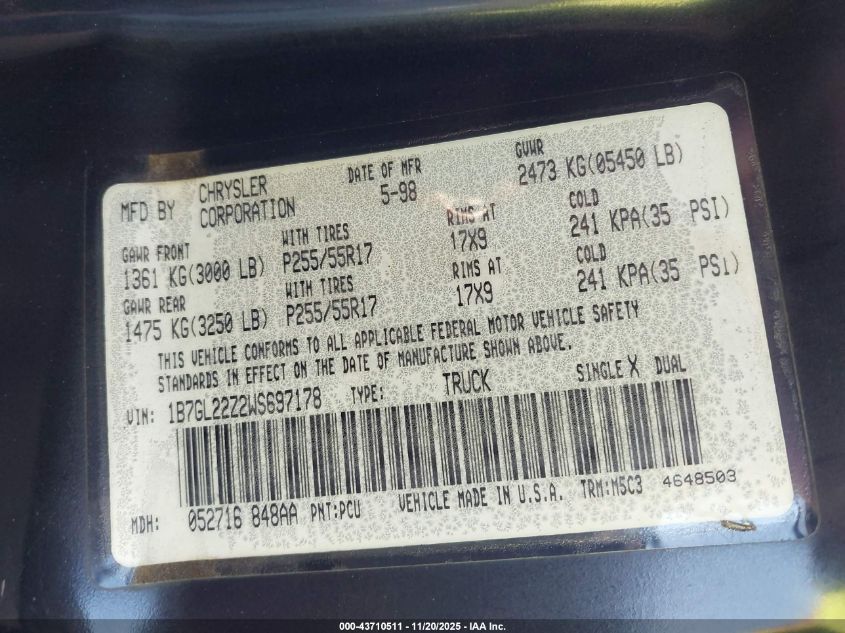 MFD BY CHRYSLER CORPORATION DATE OF MFR 5-98 GVWR 2473 KG(05450 LB)
GAWR FRONT WITH TIRES RIMS AT COLD
1361 KG(3000 LB) P255/55R17 17X9 241 KPA(35 PSI)
GAWR REAR WITH TIRES RIMS AT COLD
1475 KG(3250 LB) P255/55R17 17X9 241 KPA(35 PSI)
THIS VEHICLE CONFORMS TO ALL APPLICABLE FEDERAL MOTOR VEHICLE SAFETY
STANDARDS IN EFFECT ON THE DATE OF MANUFACTURE SHOWN ABOVE.
VIN: 1B7GL22Z2WS697178 TYPE: TRUCK SINGLE X DUAL
MDH: 052716 848AA PNT:PCU VEHICLE MADE IN U.S.A. TRM:M5C3 4648503
000-43710511 - 11/20/2025 - IAA Inc.